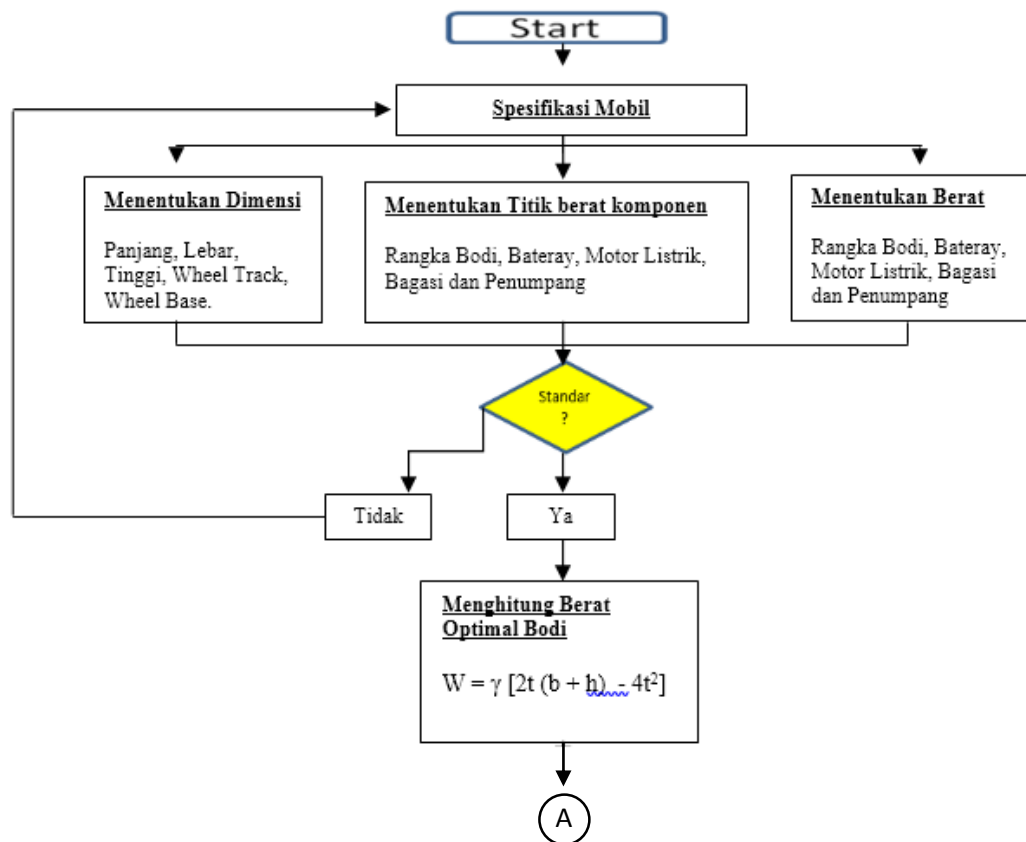 Start
Spesifikasi Mobil
Menentukan Dimensi
Panjang, Lebar,
Tinggi, Wheel Track,
Wheel Base.
Menentukan Titik berat komponen
Rangka Bodi, Bateray, Motor Listrik,
Bagasi dan Penumpang
Menentukan Berat
Rangka Bodi, Bateray,
Motor Listrik, Bagasi
dan Penumpang
Standar
?
Tidak
Ya
Menghitung Berat
Optimal Bodi
W = γ [2t (b + h) - 4t²]
A